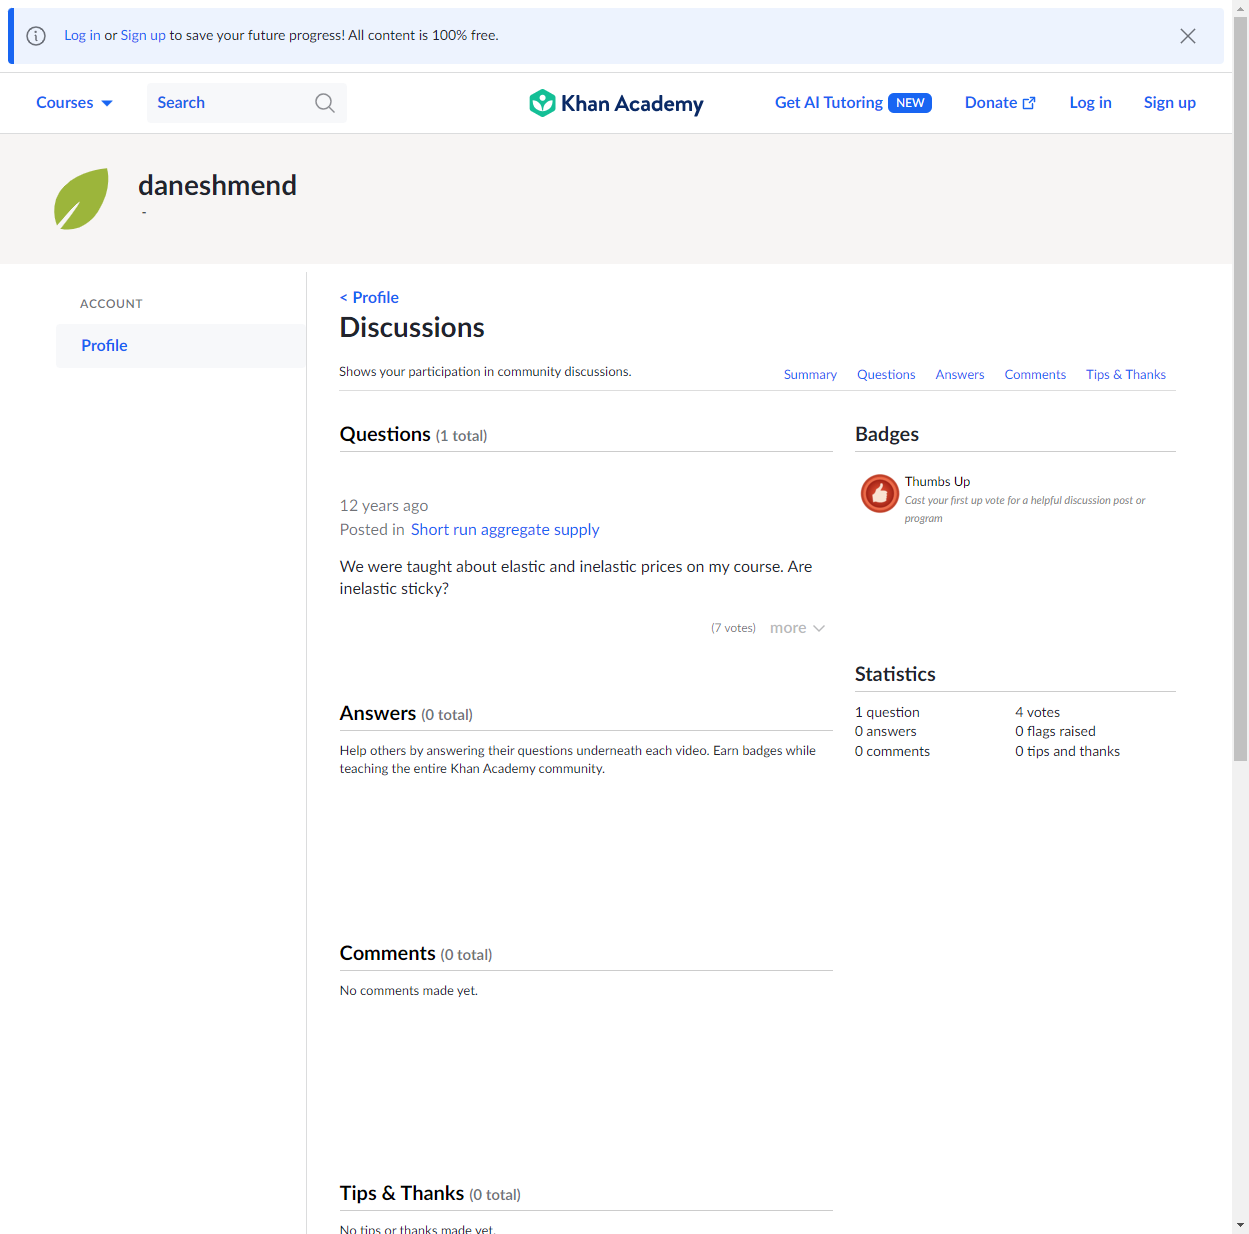 Log in or Sign up to save your future progress! All content is 100% free.
Courses
Search
Khan Academy
Get AI Tutoring NEW
Donate
Log in
Sign up
daneshmend
-
ACCOUNT
Profile
< Profile
Discussions
Shows your participation in community discussions.
Summary
Questions
Answers
Comments
Tips & Thanks
Questions (1 total)
12 years ago
Posted in Short run aggregate supply
We were taught about elastic and inelastic prices on my course. Are
inelastic sticky?
(7 votes)
more
Answers (0 total)
Help others by answering their questions underneath each video. Earn badges while
teaching the entire Khan Academy community.
Comments (0 total)
No comments made yet.
Tips & Thanks (0 total)
No tips or thanks made yet.
Badges
Thumbs Up
Cast your first up vote for a helpful discussion post or
program
Statistics
1 question
0 answers
0 comments
4 votes
0 flags raised
0 tips and thanks